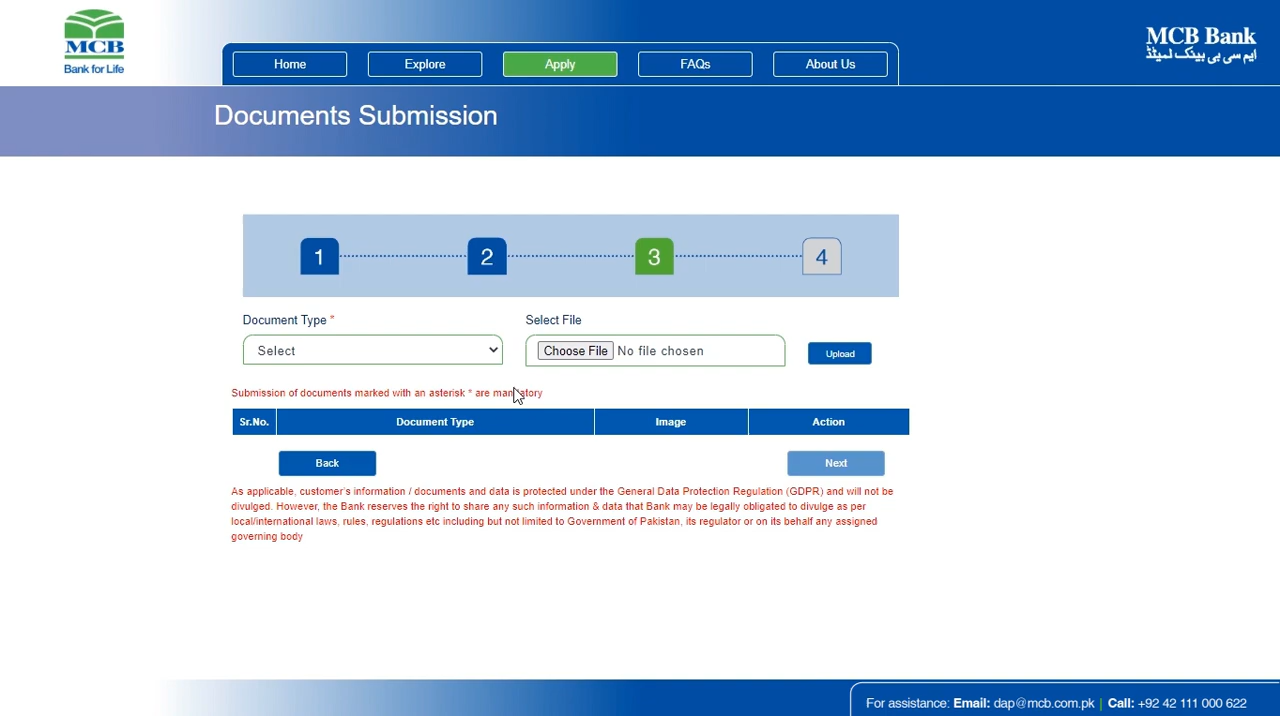 MCB
Bank for Life
Home
Explore
Apply
FAQs
About Us
MCB Bank
ایم سی بی بینک لمیٹڈ
Documents Submission
1
2
3
4
Document Type *
Select File
Select
Choose File No file chosen
Upload
Submission of documents marked with an asterisk * are mandatory
Sr.No.
Document Type
Image
Action
Back
Next
As applicable, customer's information / documents and data is protected under the General Data Protection Regulation (GDPR) and will not be
divulged. However, the Bank reserves the right to share any such information & data that Bank may be legally obligated to divulge as per
local/international laws, rules, regulations etc including but not limited to Government of Pakistan, its regulator or on its behalf any assigned
governing body
For assistance: Email: dap@mcb.com.pk | Call: +92 42 111 000 622